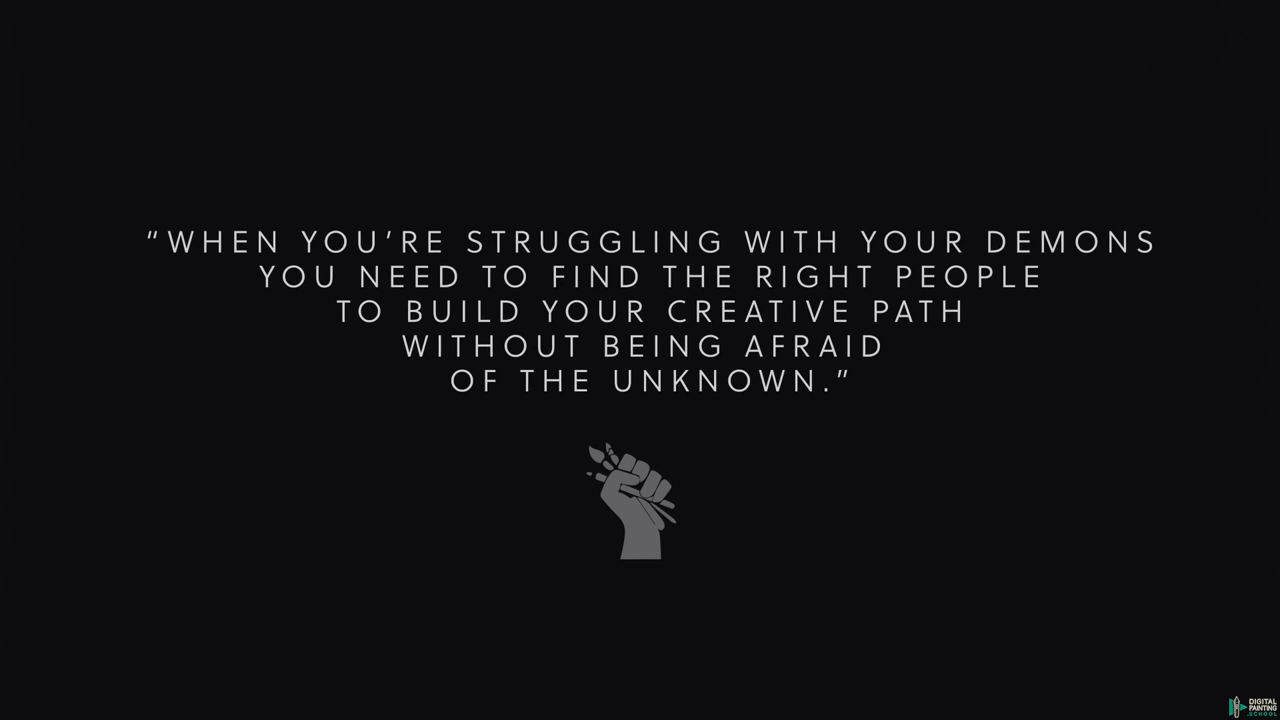 “WHEN YOU’RE STRUGGLING WITH YOUR DEMONS
YOU NEED TO FIND THE RIGHT PEOPLE
TO BUILD YOUR CREATIVE PATH
WITHOUT BEING AFRAID
OF THE UNKNOWN.”
DIGITAL
PAINTING
.SCHOOL